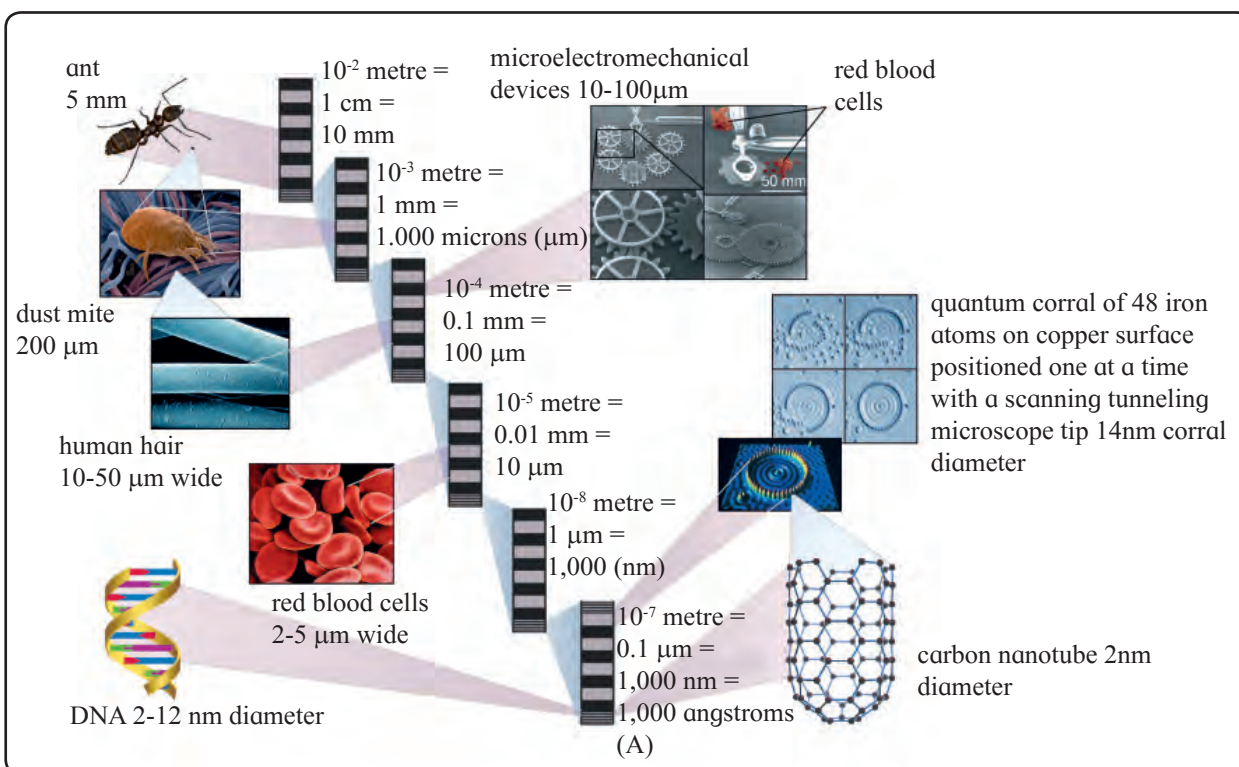 ant
5 mm
10⁻² metre =
1 cm =
10 mm
microelectromechanical
devices 10-100μm
red blood
cells
50 mm
10⁻³ metre =
1 mm =
1.000 microns (μm)
dust mite
200 μm
10⁻⁴ metre =
0.1 mm =
100 μm
quantum corral of 48 iron
atoms on copper surface
positioned one at a time
with a scanning tunneling
microscope tip 14nm corral
diameter
human hair
10-50 μm wide
10⁻⁵ metre =
0.01 mm =
10 μm
10⁻⁸ metre =
1 μm =
1,000 (nm)
red blood cells
2-5 μm wide
10⁻⁷ metre =
0.1 μm =
1,000 nm =
1,000 angstroms
(A)
carbon nanotube 2nm
diameter
DNA 2-12 nm diameter